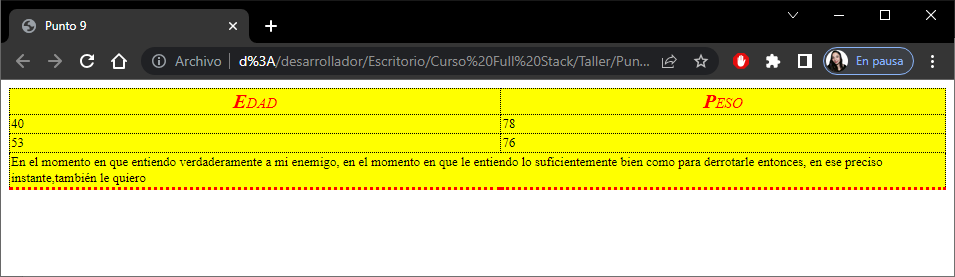 Punto 9
Archivo d%3A/desarrollador/Escritorio/Curso%20Full%20Stack/Taller/Pun... En pausa
EDAD PESO
40 78
53 76
En el momento en que entiendo verdaderamente a mi enemigo, en el momento en que le entiendo lo suficientemente bien como para derrotarle entonces, en ese preciso
instante,también le quiero